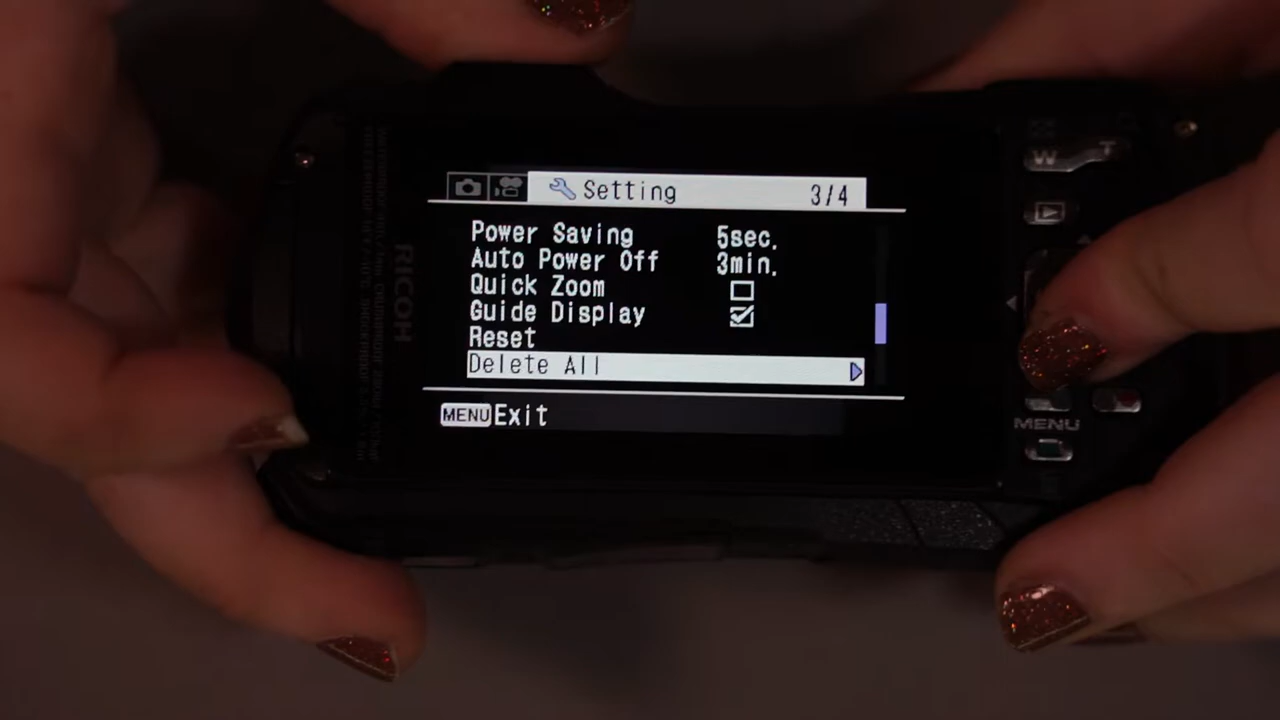 Setting 3/4
Power Saving 5sec.
Auto Power Off 3min.
Quick Zoom
Guide Display
Reset
Delete All
MENU Exit
RICOH
W T
MENU